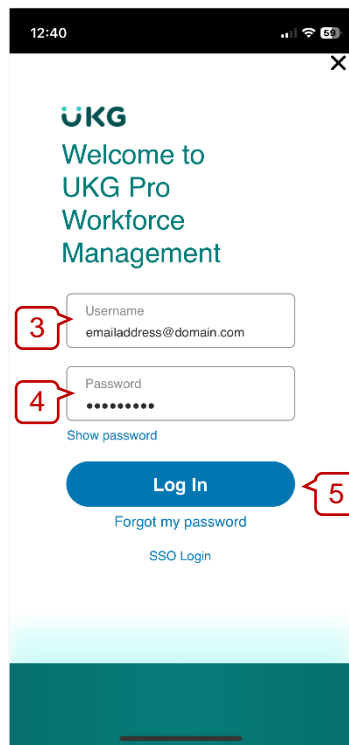 12:40
59
X
UKG
Welcome to
UKG Pro
Workforce
Management
3
Username
emailaddress@domain.com
4
Password
•••••••••
Show password
Log In
5
Forgot my password
SSO Login